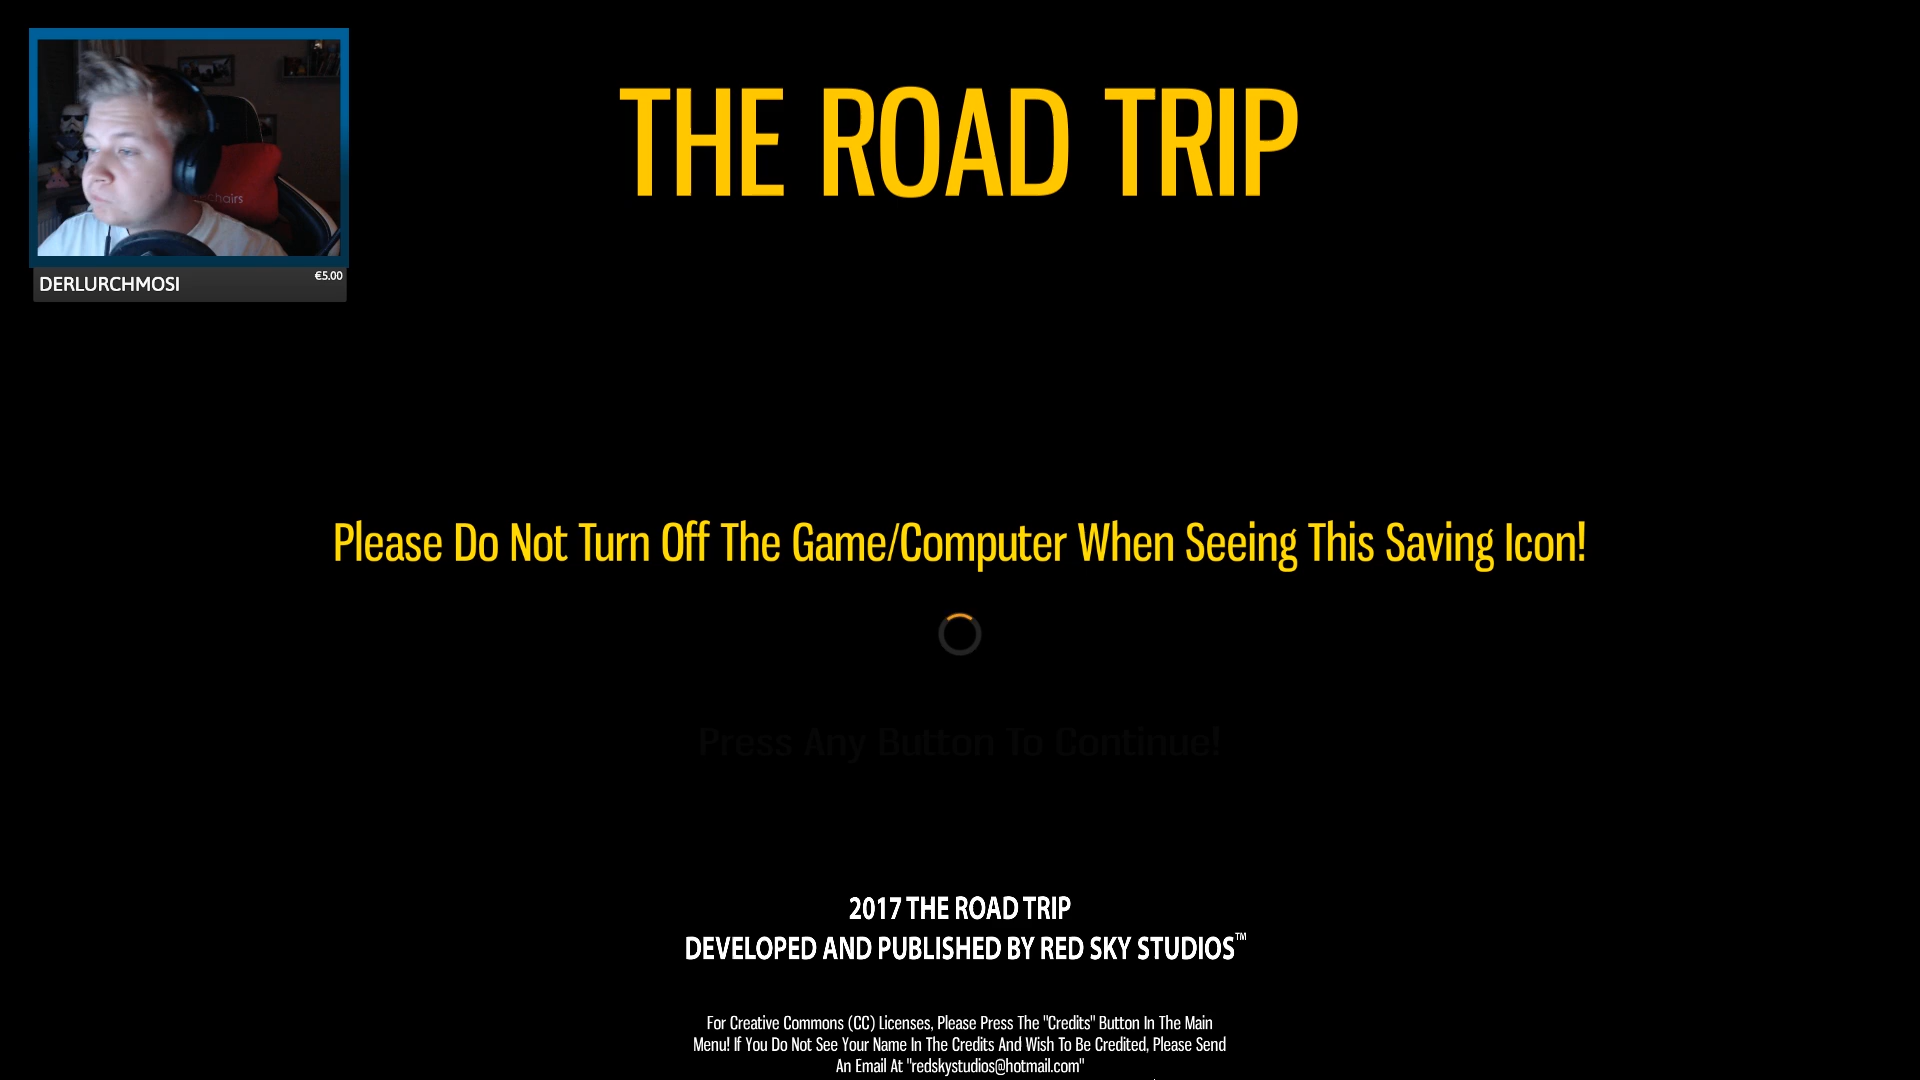 THE ROAD TRIP
chairs
DERLURCHMOSI
€5.00
Please Do Not Turn Off The Game/Computer When Seeing This Saving Icon!
Press Any Button To Continue!
2017 THE ROAD TRIP
DEVELOPED AND PUBLISHED BY RED SKY STUDIOS™
For Creative Commons (CC) Licenses, Please Press The "Credits" Button In The Main
Menu! If You Do Not See Your Name In The Credits And Wish To Be Credited, Please Send
An Email At "redskystudios@hotmail.com"